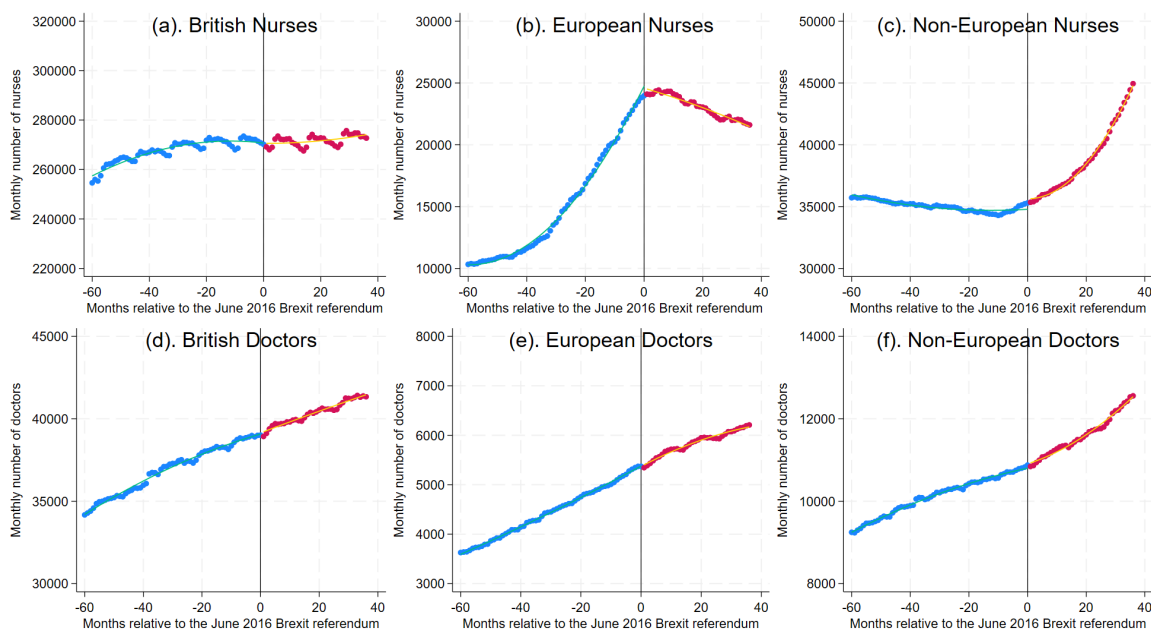 (a). British Nurses
Monthly number of nurses
320000
300000
280000
260000
240000
220000
-60 -40 -20 0 20 40
Months relative to the June 2016 Brexit referendum
(b). European Nurses
Monthly number of nurses
30000
25000
20000
15000
10000
-60 -40 -20 0 20 40
Months relative to the June 2016 Brexit referendum
(c). Non-European Nurses
Monthly number of nurses
50000
45000
40000
35000
30000
-60 -40 -20 0 20 40
Months relative to the June 2016 Brexit referendum
(d). British Doctors
Monthly number of doctors
45000
40000
35000
30000
-60 -40 -20 0 20 40
Months relative to the June 2016 Brexit referendum
(e). European Doctors
Monthly number of doctors
8000
7000
6000
5000
4000
3000
-60 -40 -20 0 20 40
Months relative to the June 2016 Brexit referendum
(f). Non-European Doctors
Monthly number of doctors
14000
12000
10000
8000
-60 -40 -20 0 20 40
Months relative to the June 2016 Brexit referendum